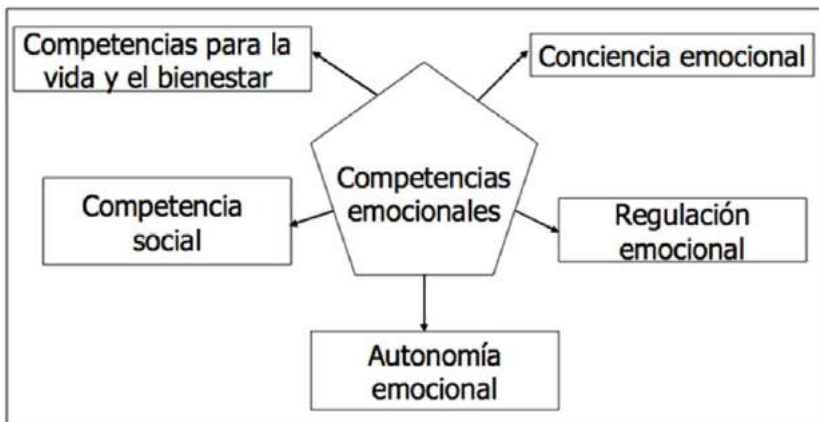 Competencias para la
vida y el bienestar
Conciencia emocional
Competencias
emocionales
Competencia
social
Regulación
emocional
Autonomía
emocional